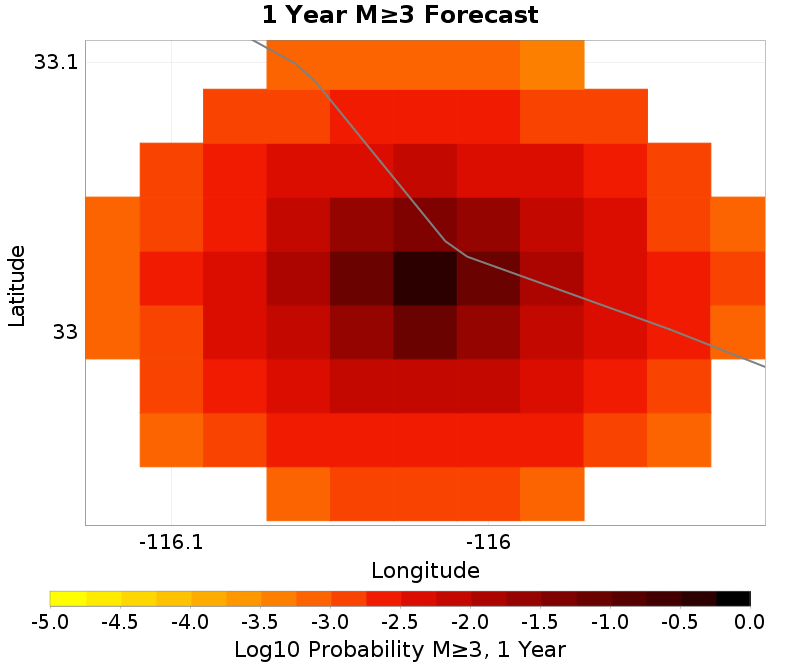 1 Year M≥3 Forecast
33.1
33
Latitude
-116.1 -116
Longitude
-5.0 -4.5 -4.0 -3.5 -3.0 -2.5 -2.0 -1.5 -1.0 -0.5 0.0
Log10 Probability M≥3, 1 Year